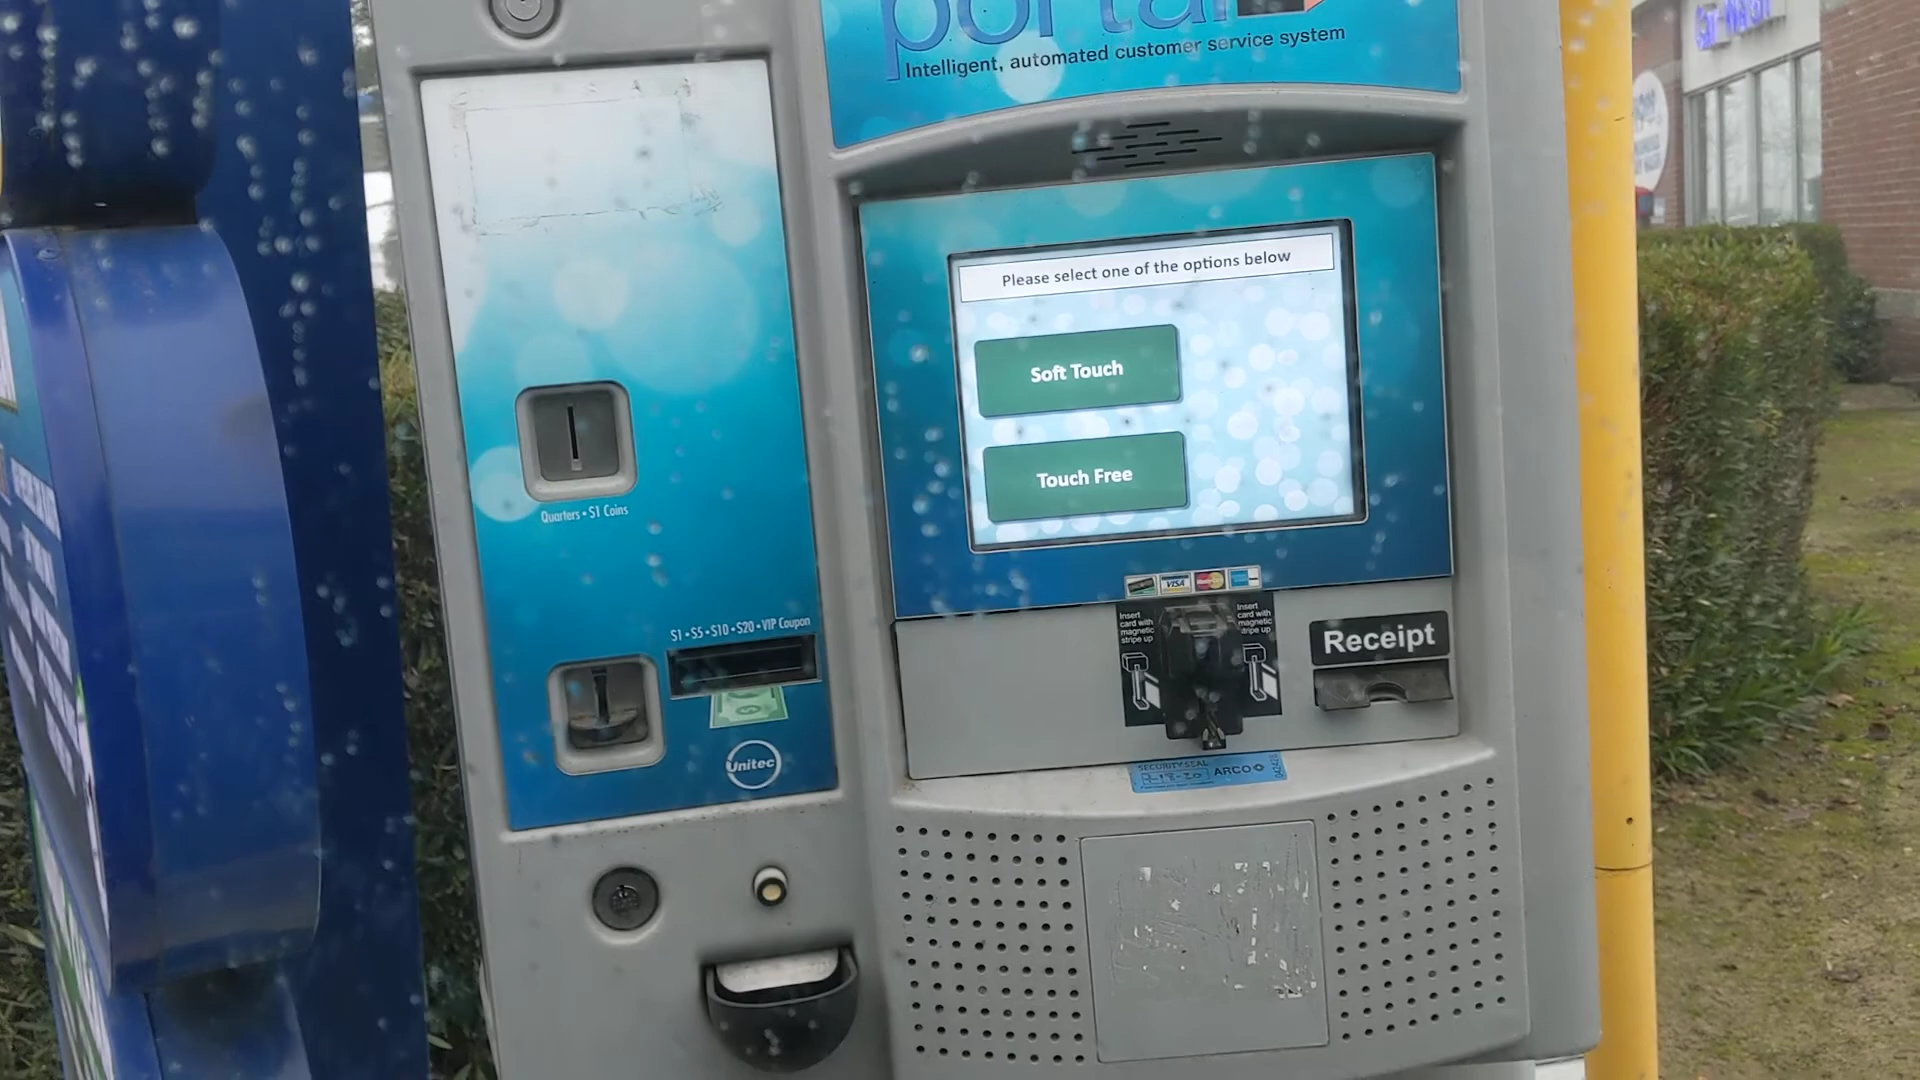 portal
Intelligent, automated customer service system
Please select one of the options below
Soft Touch
Touch Free
Quarters • $1 Coins
$1 • $5 • $10 • $20 • VIP Coupon
Unitec
VISA
MasterCard
Insert
card with
magnetic
stripe up
Insert
card with
magnetic
stripe up
Receipt
SECURITY SEAL
ARCO